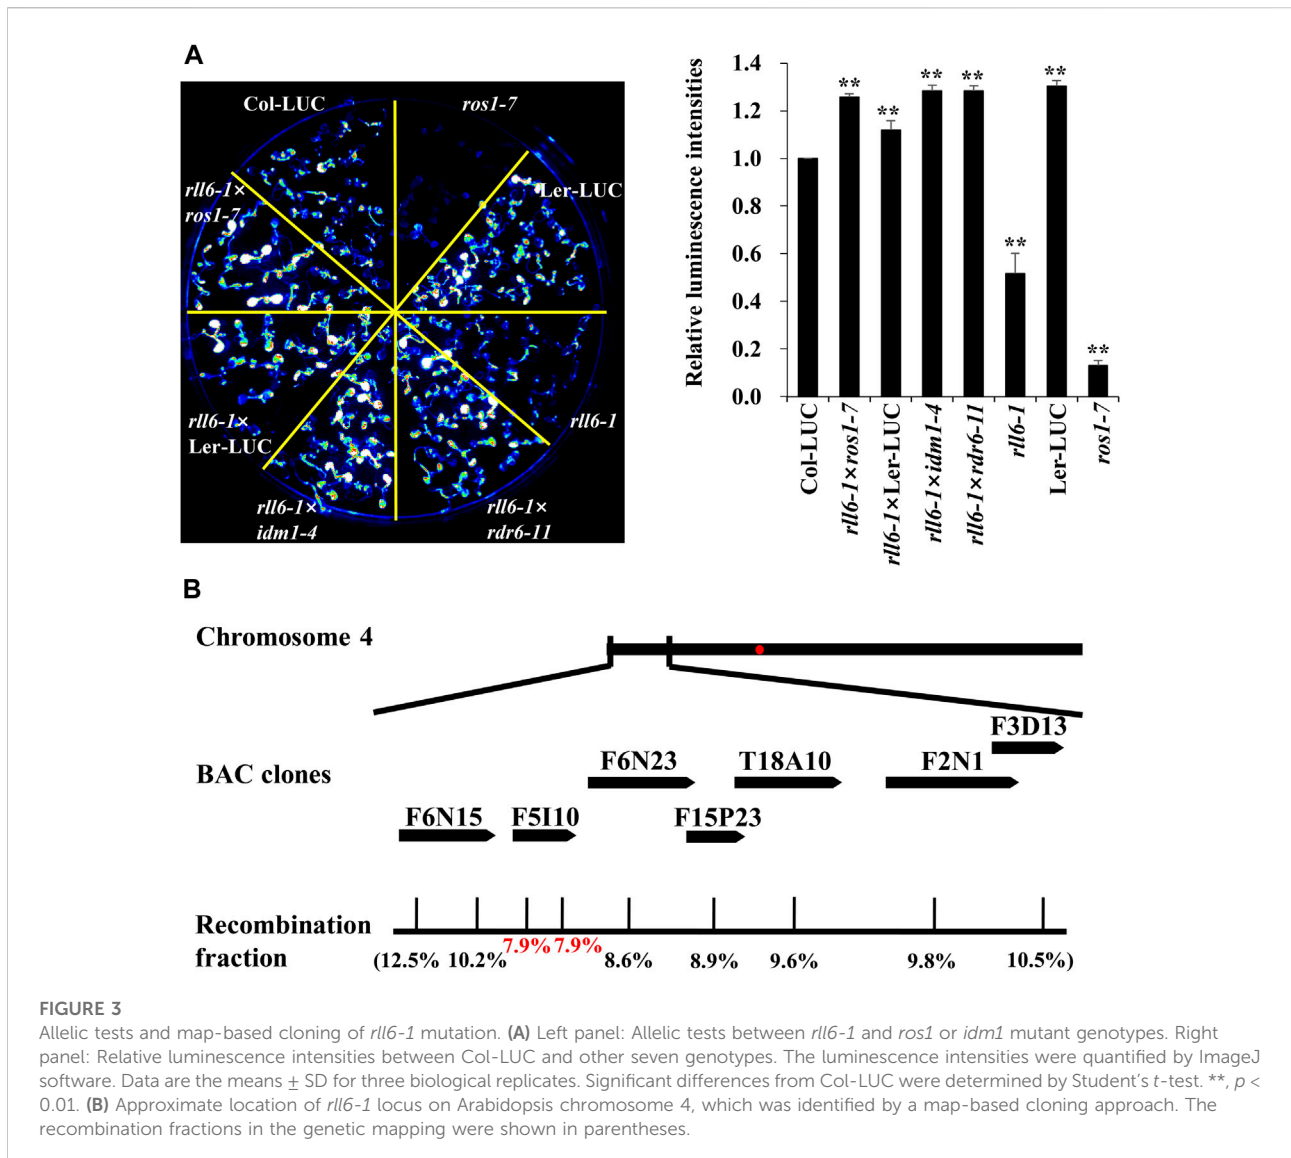 A
Col-LUC
ros1-7
Ler-LUC
rll6-1×
ros1-7
rll6-1×
Ler-LUC
rll6-1
rll6-1×
idm1-4
rll6-1×
rdr6-11
Relative luminescence intensities
1.4
1.2
1.0
0.8
0.6
0.4
0.2
0.0
**
**
**
**
**
**
**
Col-LUC
rll6-1×ros1-7
rll6-1×Ler-LUC
rll6-1×idm1-4
rll6-1×rdr6-11
rll6-1
Ler-LUC
ros1-7
B
Chromosome 4
BAC clones
F3D13
F6N23
T18A10
F2N1
F6N15
F5I10
F15P23
Recombination
fraction
(12.5% 10.2% 7.9% 7.9% 8.6% 8.9% 9.6% 9.8% 10.5%)
FIGURE 3
Allelic tests and map-based cloning of rll6-1 mutation. (A) Left panel: Allelic tests between rll6-1 and ros1 or idm1 mutant genotypes. Right
panel: Relative luminescence intensities between Col-LUC and other seven genotypes. The luminescence intensities were quantified by ImageJ
software. Data are the means ± SD for three biological replicates. Significant differences from Col-LUC were determined by Student's t-test. **, p <
0.01. (B) Approximate location of rll6-1 locus on Arabidopsis chromosome 4, which was identified by a map-based cloning approach. The
recombination fractions in the genetic mapping were shown in parentheses.